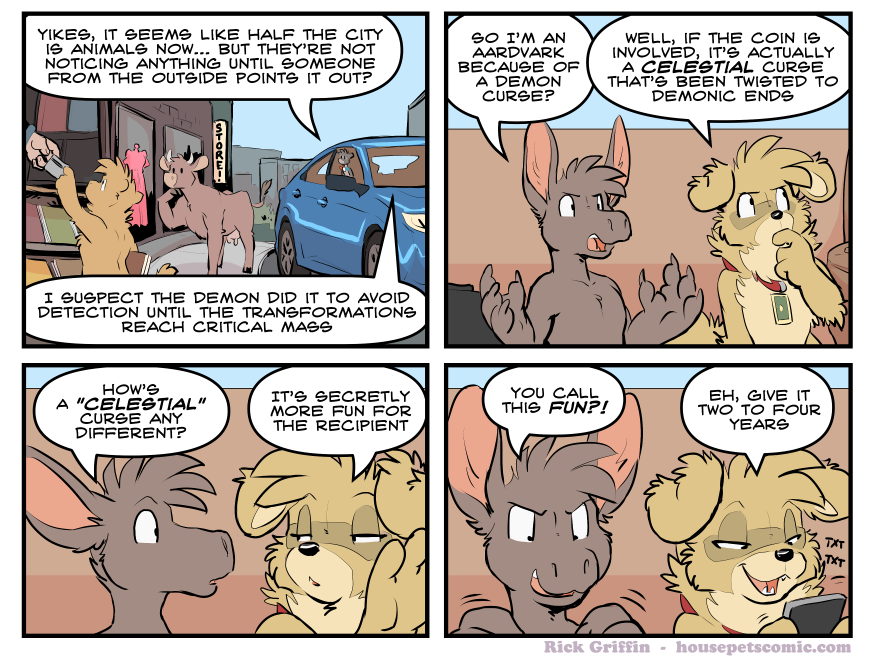 YIKES, IT SEEMS LIKE HALF THE CITY
IS ANIMALS NOW... BUT THEY'RE NOT
NOTICING ANYTHING UNTIL SOMEONE
FROM THE OUTSIDE POINTS IT OUT?
STORE!!
I SUSPECT THE DEMON DID IT TO AVOID
DETECTION UNTIL THE TRANSFORMATIONS
REACH CRITICAL MASS
SO I'M AN
AARDVARK
BECAUSE OF
A DEMON
CURSE?
WELL, IF THE COIN IS
INVOLVED, IT'S ACTUALLY
A CELESTIAL CURSE
THAT'S BEEN TWISTED TO
DEMONIC ENDS
HOW'S
A "CELESTIAL"
CURSE ANY
DIFFERENT?
IT'S SECRETLY
MORE FUN FOR
THE RECIPIENT
YOU CALL
THIS FUN?!
EH, GIVE IT
TWO TO FOUR
YEARS
TXT
TXT
Rick Griffin - housepetscomic.com